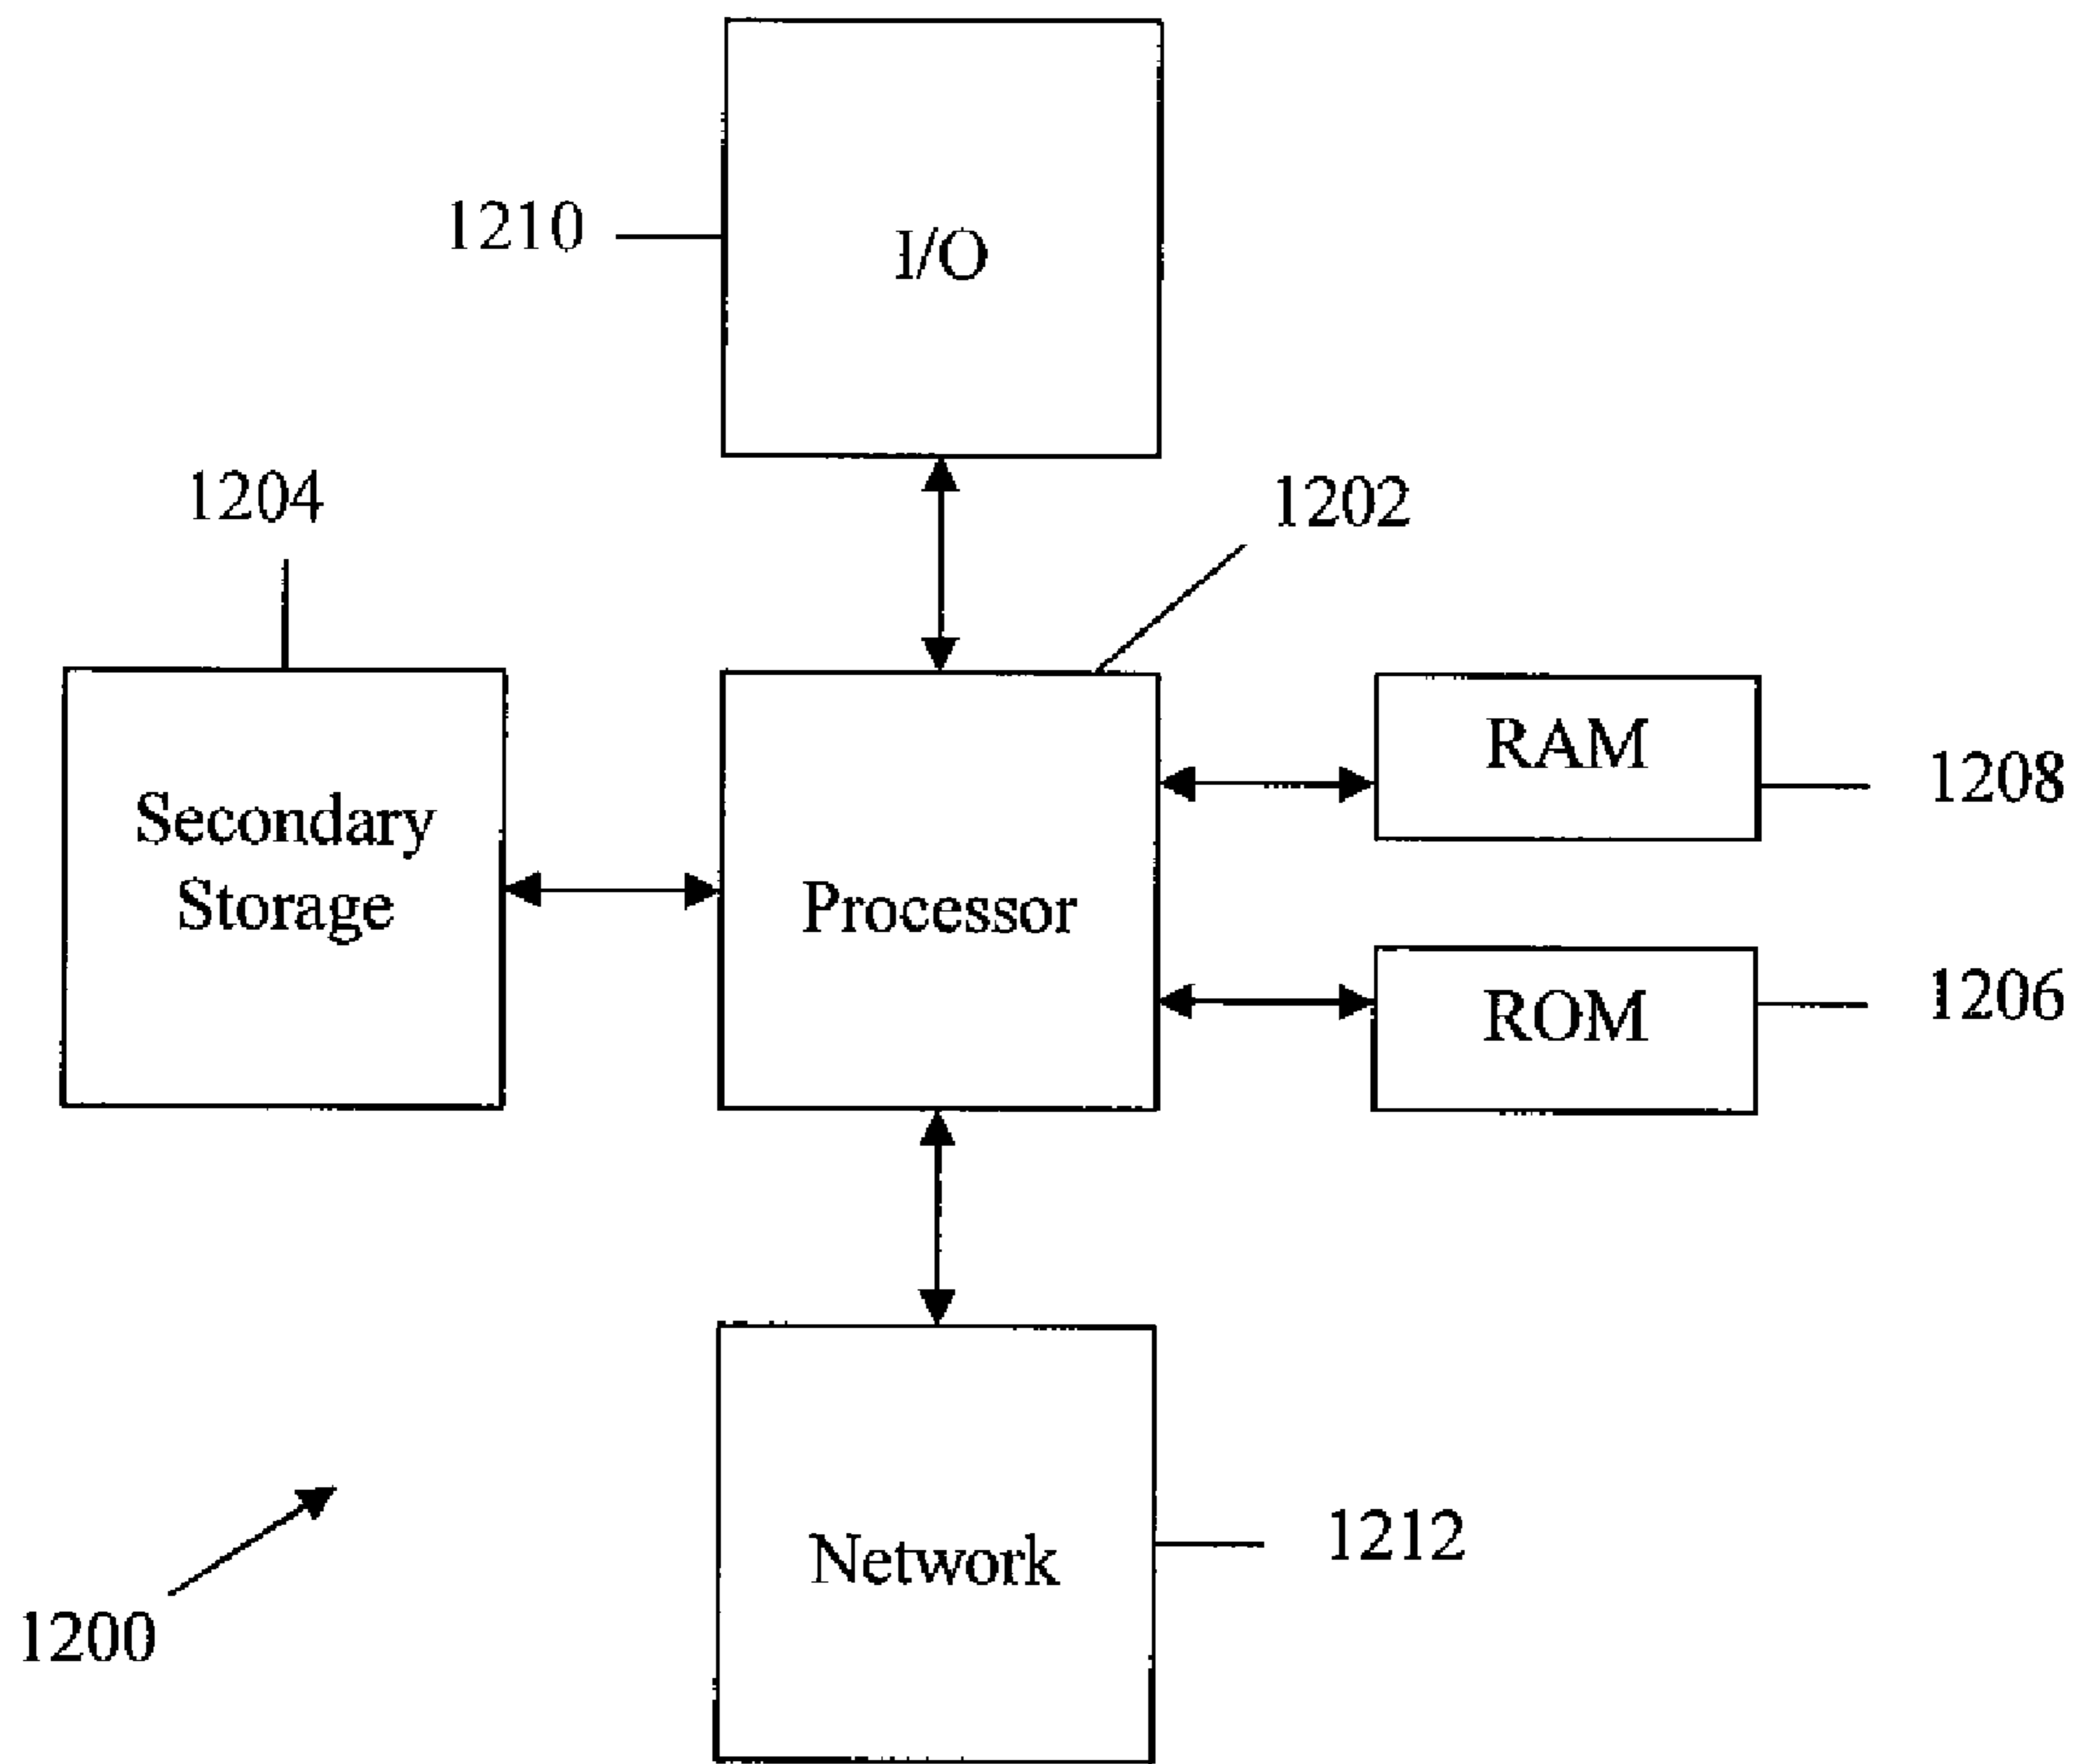 1210
I/O
1204
1202
RAM
1208
Secondary
Storage
Processor
ROM
1206
Network
1212
1200